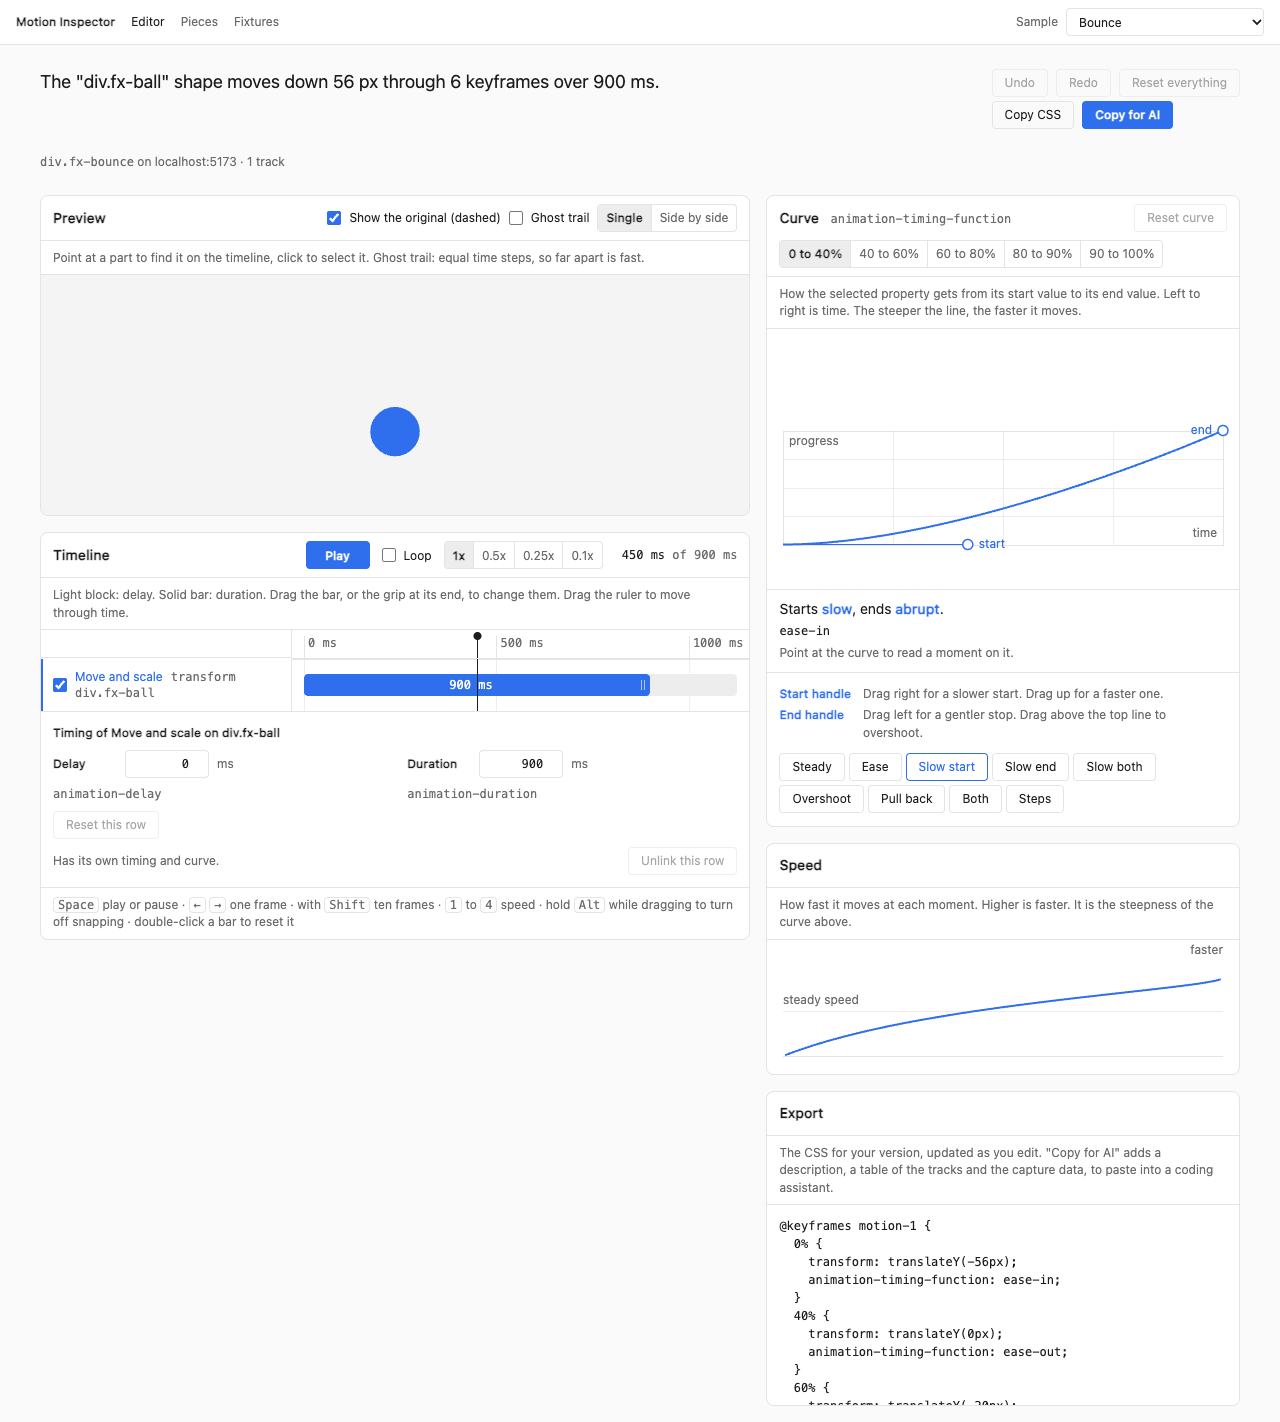 Motion Inspector Editor Pieces Fixtures Sample Bounce
The "div.fx-ball" shape moves down 56 px through 6 keyframes over 900 ms.
Undo Redo Reset everything
Copy CSS Copy for AI
div.fx-bounce on localhost:5173 · 1 track
Preview Show the original (dashed) Ghost trail Single Side by side
Point at a part to find it on the timeline, click to select it. Ghost trail: equal time steps, so far apart is fast.
Timeline Play Loop 1x 0.5x 0.25x 0.1x 450 ms of 900 ms
Light block: delay. Solid bar: duration. Drag the bar, or the grip at its end, to change them. Drag the ruler to move
through time.
0 ms 500 ms 1000 ms
Move and scale transform
div.fx-ball
900 ms
Timing of Move and scale on div.fx-ball
Delay 0 ms Duration 900 ms
animation-delay animation-duration
Reset this row
Has its own timing and curve. Unlink this row
Space play or pause · ← → one frame · with Shift ten frames · 1 to 4 speed · hold Alt while dragging to turn
off snapping · double-click a bar to reset it
Curve animation-timing-function Reset curve
0 to 40% 40 to 60% 60 to 80% 80 to 90% 90 to 100%
How the selected property gets from its start value to its end value. Left to
right is time. The steeper the line, the faster it moves.
end
progress
time
start
Starts slow, ends abrupt.
ease-in
Point at the curve to read a moment on it.
Start handle Drag right for a slower start. Drag up for a faster one.
End handle Drag left for a gentler stop. Drag above the top line to
overshoot.
Steady Ease Slow start Slow end Slow both
Overshoot Pull back Both Steps
Speed
How fast it moves at each moment. Higher is faster. It is the steepness of the
curve above.
faster
steady speed
Export
The CSS for your version, updated as you edit. "Copy for AI" adds a
description, a table of the tracks and the capture data, to paste into a coding
assistant.
@keyframes motion-1 {
0% {
transform: translateY(-56px);
animation-timing-function: ease-in;
}
40% {
transform: translateY(0px);
animation-timing-function: ease-out;
}
60% {
transform: translateY(-20px);